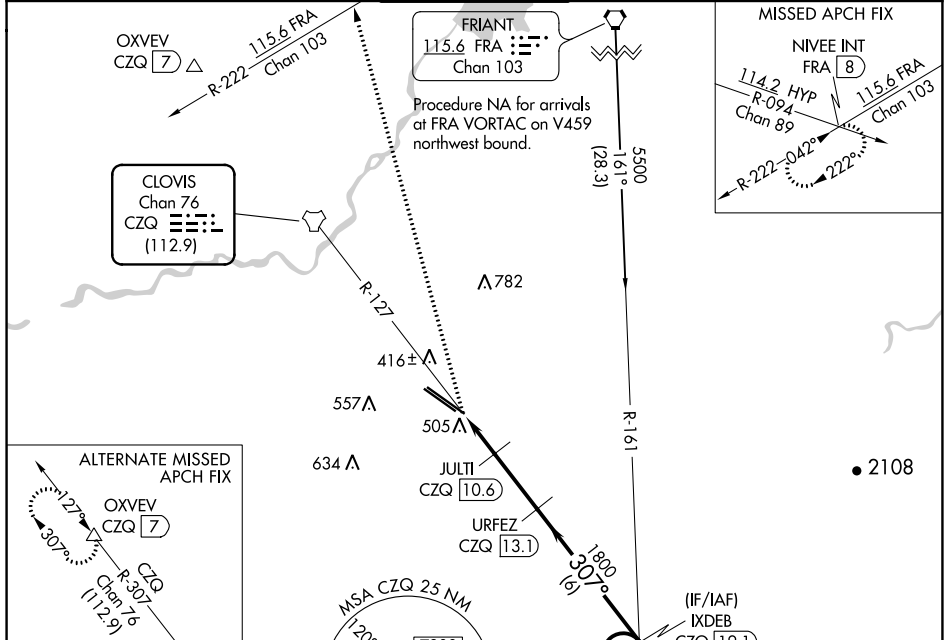 OXVEV
CZQ 7
115.6 FRA
R-222
Chan 103
FRIANT
115.6 FRA
Chan 103
Procedure NA for arrivals
at FRA VORTAC on V459
northwest bound.
MISSED APCH FIX
NIVEE INT
FRA 8
114.2 HYP
R-094
Chan 89
115.6 FRA
Chan 103
R-222
042°
222°
5500
161°
(28.3)
CLOVIS
Chan 76
CZQ
(112.9)
R-127
782
416±
557
505
634
R-161
2108
JULTI
CZQ 10.6
URFEZ
CZQ 13.1
1800
307°
(6)
ALTERNATE MISSED
APCH FIX
OXVEV
CZQ 7
127°
307°
CZQ
R-307
Chan 76
(112.9)
MSA CZQ 25 NM
(IF/IAF)
IXDEB
CZQ 19.1